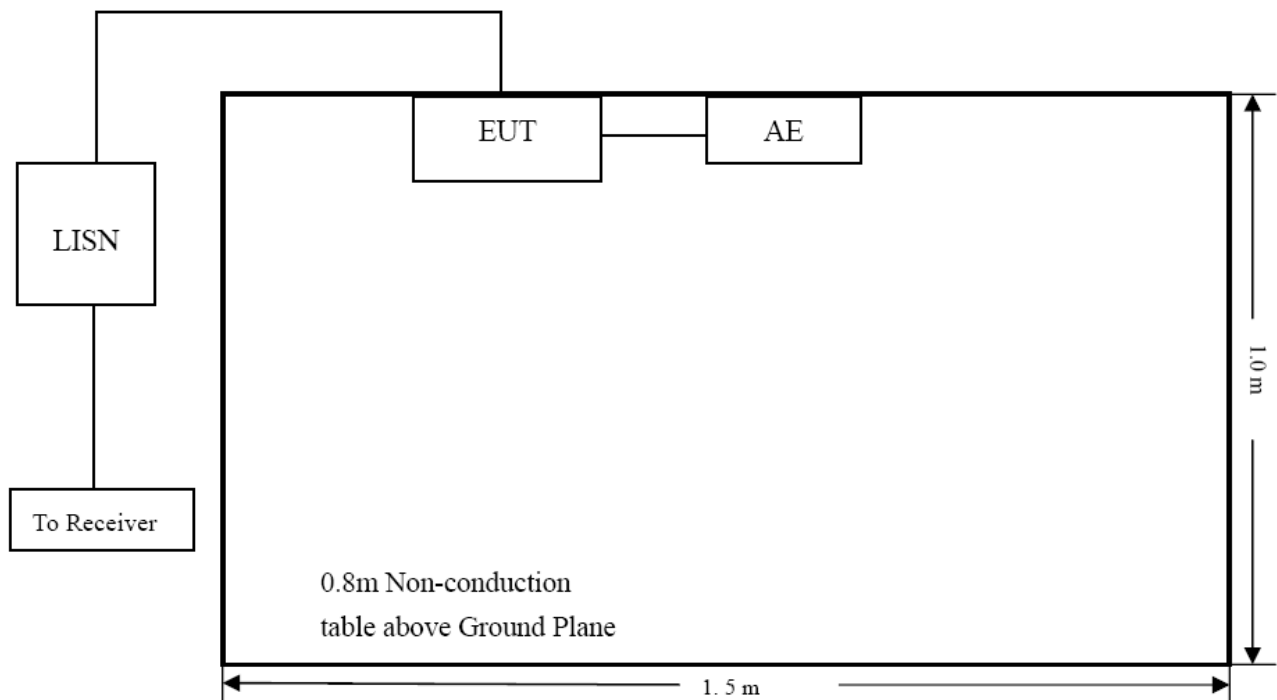 EUT
AE
LISN
1.0 m
To Receiver
0.8m Non-conduction
table above Ground Plane
1. 5 m